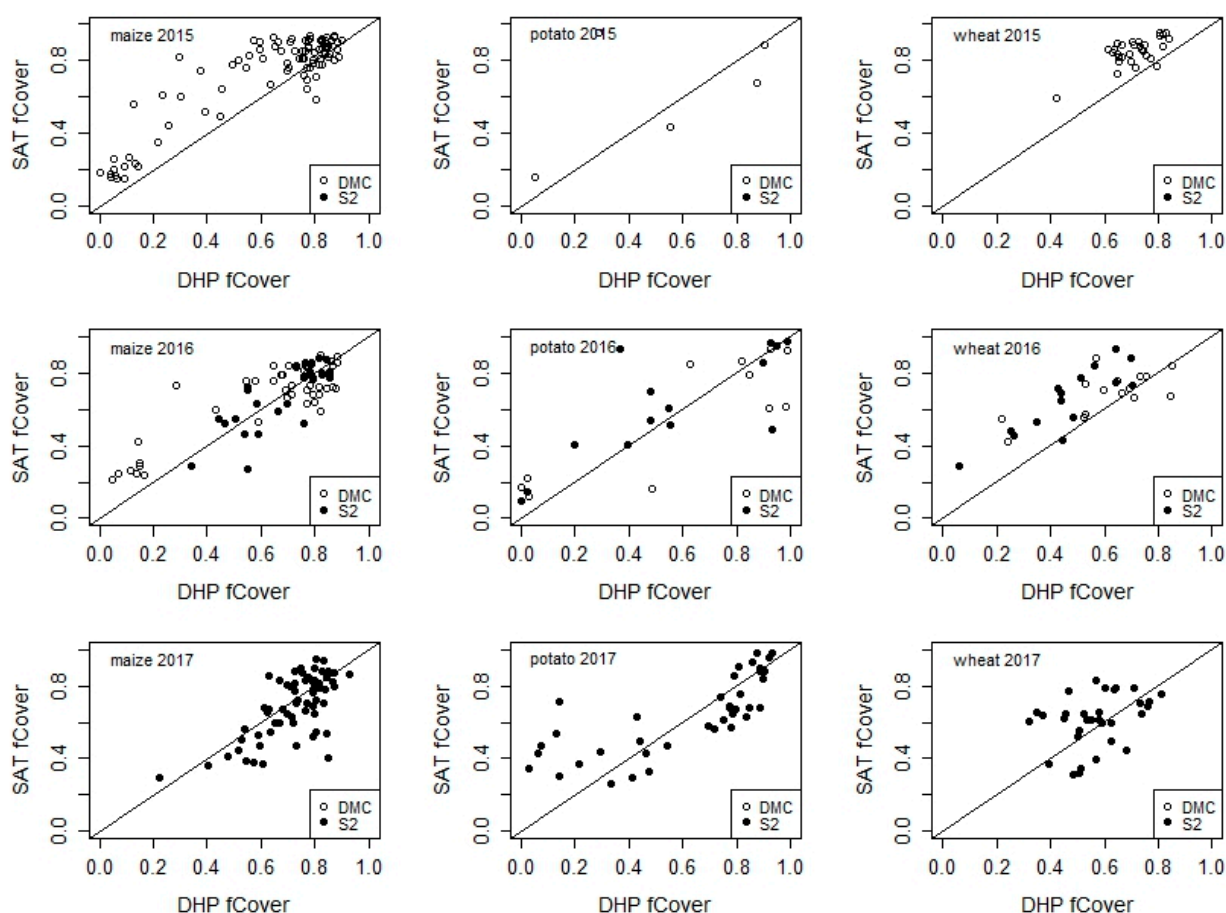 maize 2015
SAT fCover
0.0 0.4 0.8
DMC
S2
0.0 0.2 0.4 0.6 0.8 1.0
DHP fCover
potato 2015
SAT fCover
0.0 0.4 0.8
DMC
S2
0.0 0.2 0.4 0.6 0.8 1.0
DHP fCover
wheat 2015
SAT fCover
0.0 0.4 0.8
DMC
S2
0.0 0.2 0.4 0.6 0.8 1.0
DHP fCover
maize 2016
SAT fCover
0.0 0.4 0.8
DMC
S2
0.0 0.2 0.4 0.6 0.8 1.0
DHP fCover
potato 2016
SAT fCover
0.0 0.4 0.8
DMC
S2
0.0 0.2 0.4 0.6 0.8 1.0
DHP fCover
wheat 2016
SAT fCover
0.0 0.4 0.8
DMC
S2
0.0 0.2 0.4 0.6 0.8 1.0
DHP fCover
maize 2017
SAT fCover
0.0 0.4 0.8
DMC
S2
0.0 0.2 0.4 0.6 0.8 1.0
DHP fCover
potato 2017
SAT fCover
0.0 0.4 0.8
DMC
S2
0.0 0.2 0.4 0.6 0.8 1.0
DHP fCover
wheat 2017
SAT fCover
0.0 0.4 0.8
DMC
S2
0.0 0.2 0.4 0.6 0.8 1.0
DHP fCover